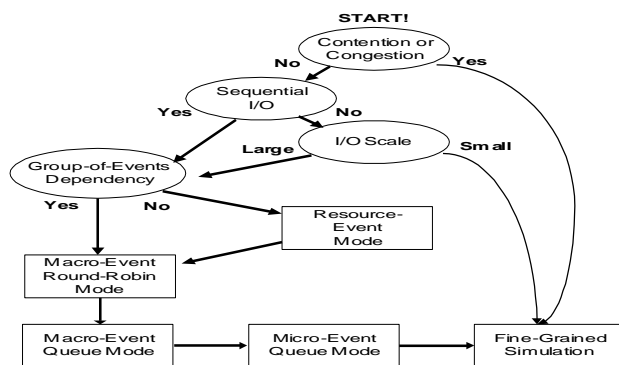 START!
Contention or
Congestion
No
Yes
Sequential
I/O
Yes
No
I/O Scale
Large
Small
Group-of-Events
Dependency
Yes
No
Resource-
Event
Mode
Macro-Event
Round-Robin
Mode
Macro-Event
Queue Mode
Micro-Event
Queue Mode
Fine-Grained
Simulation